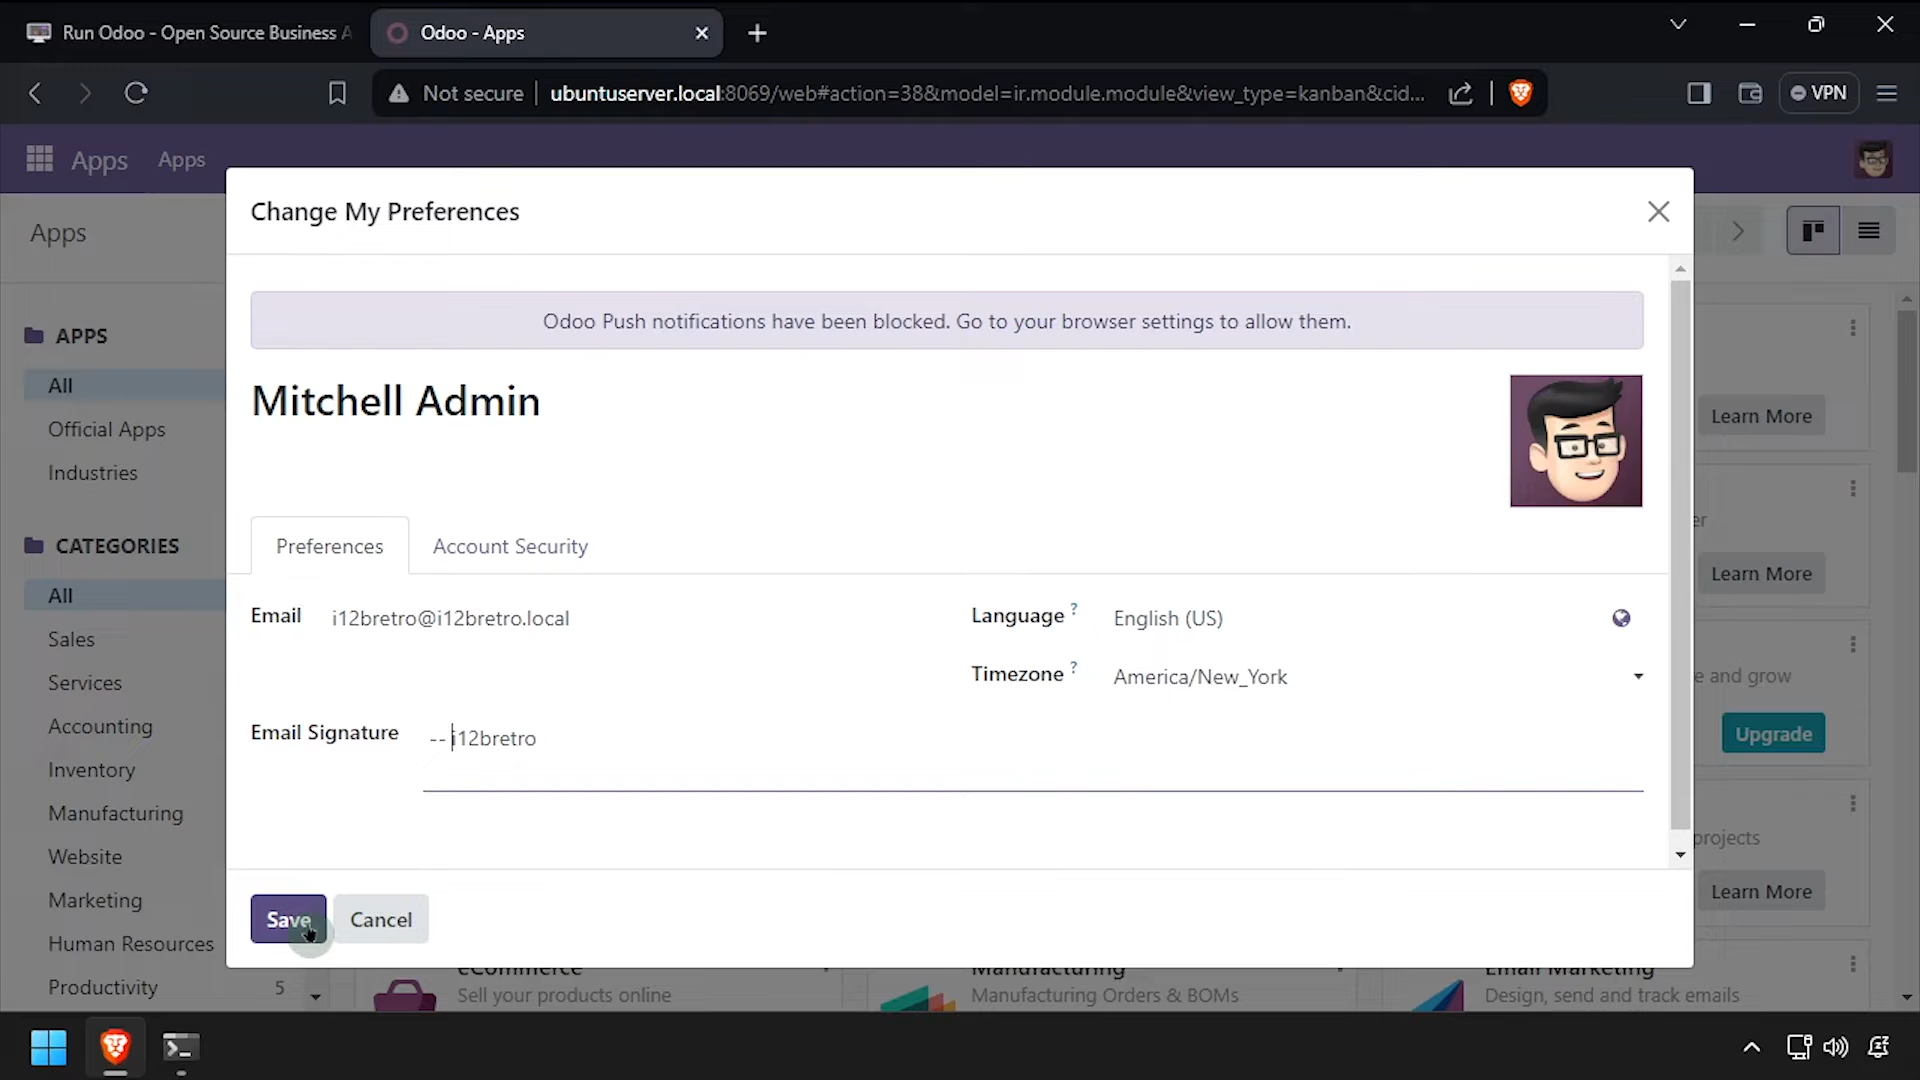 Run Odoo - Open Source Business A
Odoo - Apps
Not secure
ubuntuserver.local:8069/web#action=38&model=ir.module.module&view_type=kanban&cid...
VPN
Apps
Apps
Change My Preferences
Apps
Odoo Push notifications have been blocked. Go to your browser settings to allow them.
APPS
Mitchell Admin
All
Learn More
Official Apps
Industries
er
Preferences
Account Security
CATEGORIES
Learn More
All
Email
i12bretro@i12bretro.local
Language ?
English (US)
Sales
Timezone ?
America/New_York
e and grow
Services
Accounting
Email Signature
-- i12bretro
Upgrade
Inventory
Manufacturing
projects
Website
Marketing
Learn More
Save
Cancel
Human Resources
eCommerce
Manufacturing
Email Marketing
Productivity
5
Sell your products online
Manufacturing Orders & BOMs
Design, send and track emails